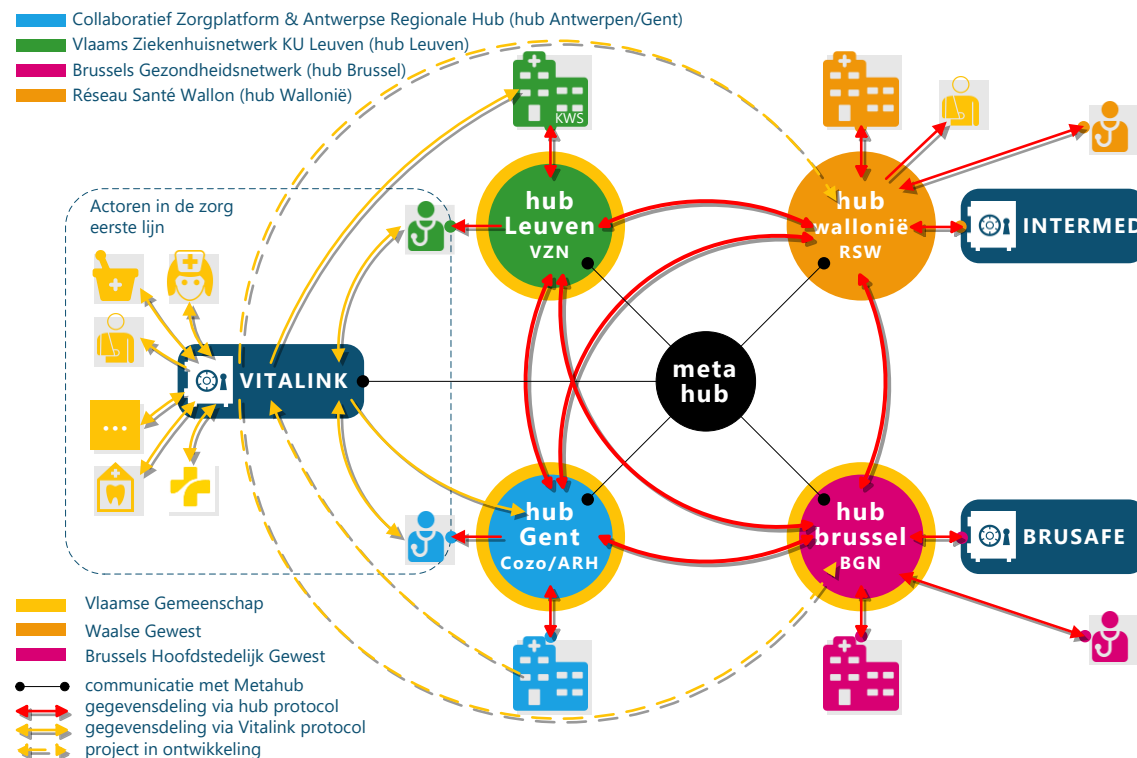 Collaboratief Zorgplatform & Antwerpse Regionale Hub (hub Antwerpen/Gent)
Vlaams Ziekenhuisnetwerk KU Leuven (hub Leuven)
Brussels Gezondheidsnetwerk (hub Brussel)
Réseau Santé Wallon (hub Wallonië)
KWS
Actoren in de zorg
eerste lijn
hub
Leuven
VZN
hub
wallonië
RSW
INTERMED
VITALINK
meta
hub
...
hub
Gent
Cozo/ARH
hub
brussel
BGN
BRUSAFE
Vlaamse Gemeenschap
Waalse Gewest
Brussels Hoofdstedelijk Gewest
communicatie met Metahub
gegevensdeling via hub protocol
gegevensdeling via Vitalink protocol
project in ontwikkeling